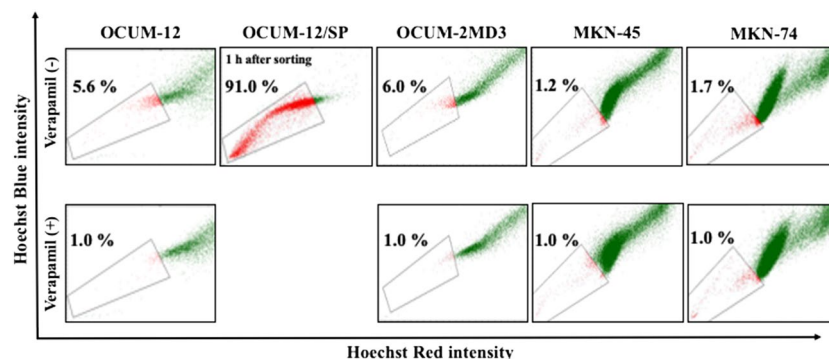 OCUM-12 OCUM-12/SP OCUM-2MD3 MKN-45 MKN-74
Verapamil (-)
5.6 %
1 h after sorting
91.0 %
6.0 %
1.2 %
1.7 %
Hoechst Blue intensity
Verapamil (+)
1.0 %
1.0 %
1.0 %
1.0 %
Hoechst Red intensity